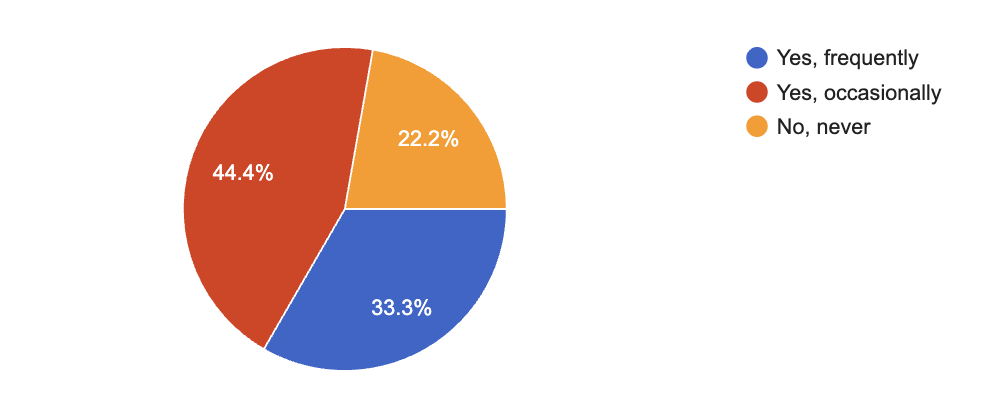 Yes, frequently
Yes, occasionally
No, never
22.2%
44.4%
33.3%